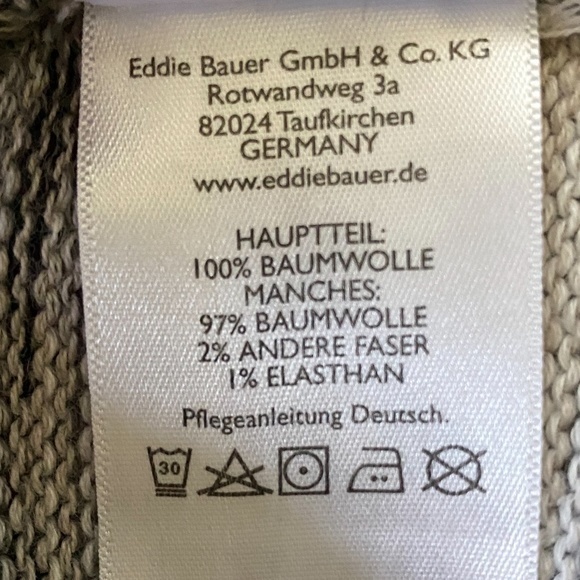 Eddie Bauer GmbH & Co. KG
Rotwandweg 3a
82024 Taufkirchen
GERMANY
www.eddiebauer.de
HAUPTTEIL:
100% BAUMWOLLE
MANCHES:
97% BAUMWOLLE
2% ANDERE FASER
1% ELASTHAN
Pflegeanleitung Deutsch.
30